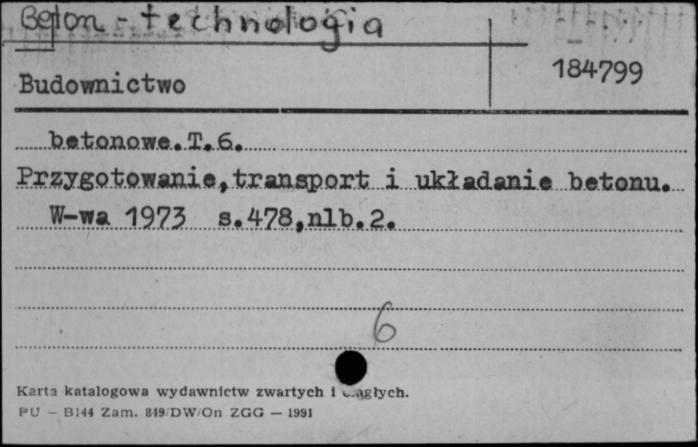 Beton - technologia
184799
Budownictwo
betonowe.T.6.
Przygotowanie,transport i układanie betonu.
W-wa 1973 s.478,nlb.2.
6
Karta katalogowa wydawnictw zwartych i ciągłych.
PU — B144 Zam. 849/DW/On ZGG — 1991